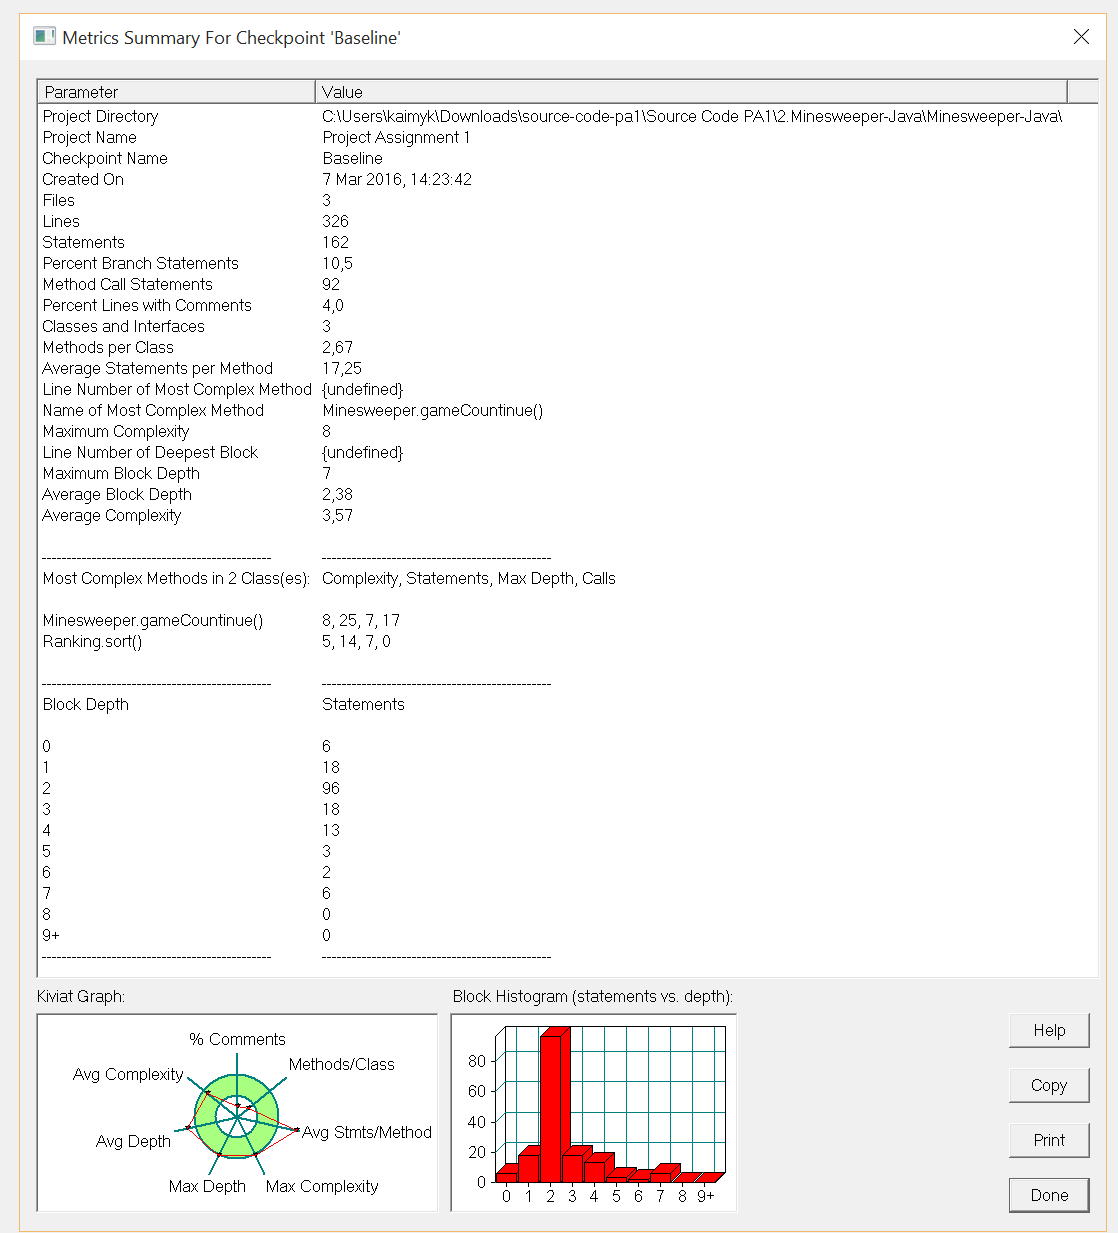 Metrics Summary For Checkpoint 'Baseline'
Parameter Value
Project Directory C:\Users\kaimyk\Downloads\source-code-pa1\Source Code PA1\2.Minesweeper-Java\Minesweeper-Java\
Project Name Project Assignment 1
Checkpoint Name Baseline
Created On 7 Mar 2016, 14:23:42
Files 3
Lines 326
Statements 162
Percent Branch Statements 10,5
Method Call Statements 92
Percent Lines with Comments 4,0
Classes and Interfaces 3
Methods per Class 2,67
Average Statements per Method 17,25
Line Number of Most Complex Method {undefined}
Name of Most Complex Method Minesweeper.gameCountinue()
Maximum Complexity 8
Line Number of Deepest Block {undefined}
Maximum Block Depth 7
Average Block Depth 2,38
Average Complexity 3,57
---------------------------------------------- ----------------------------------------------
Most Complex Methods in 2 Class(es): Complexity, Statements, Max Depth, Calls
Minesweeper.gameCountinue() 8, 25, 7, 17
Ranking.sort() 5, 14, 7, 0
---------------------------------------------- ----------------------------------------------
Block Depth Statements
0 6
1 18
2 96
3 18
4 13
5 3
6 2
7 6
8 0
9+ 0
---------------------------------------------- ----------------------------------------------
Kiviat Graph:
% Comments
Methods/Class
Avg Complexity
Avg Stmts/Method
Avg Depth
Max Depth Max Complexity
Block Histogram (statements vs. depth):
80
60
40
20
0
0 1 2 3 4 5 6 7 8 9+
Help
Copy
Print
Done